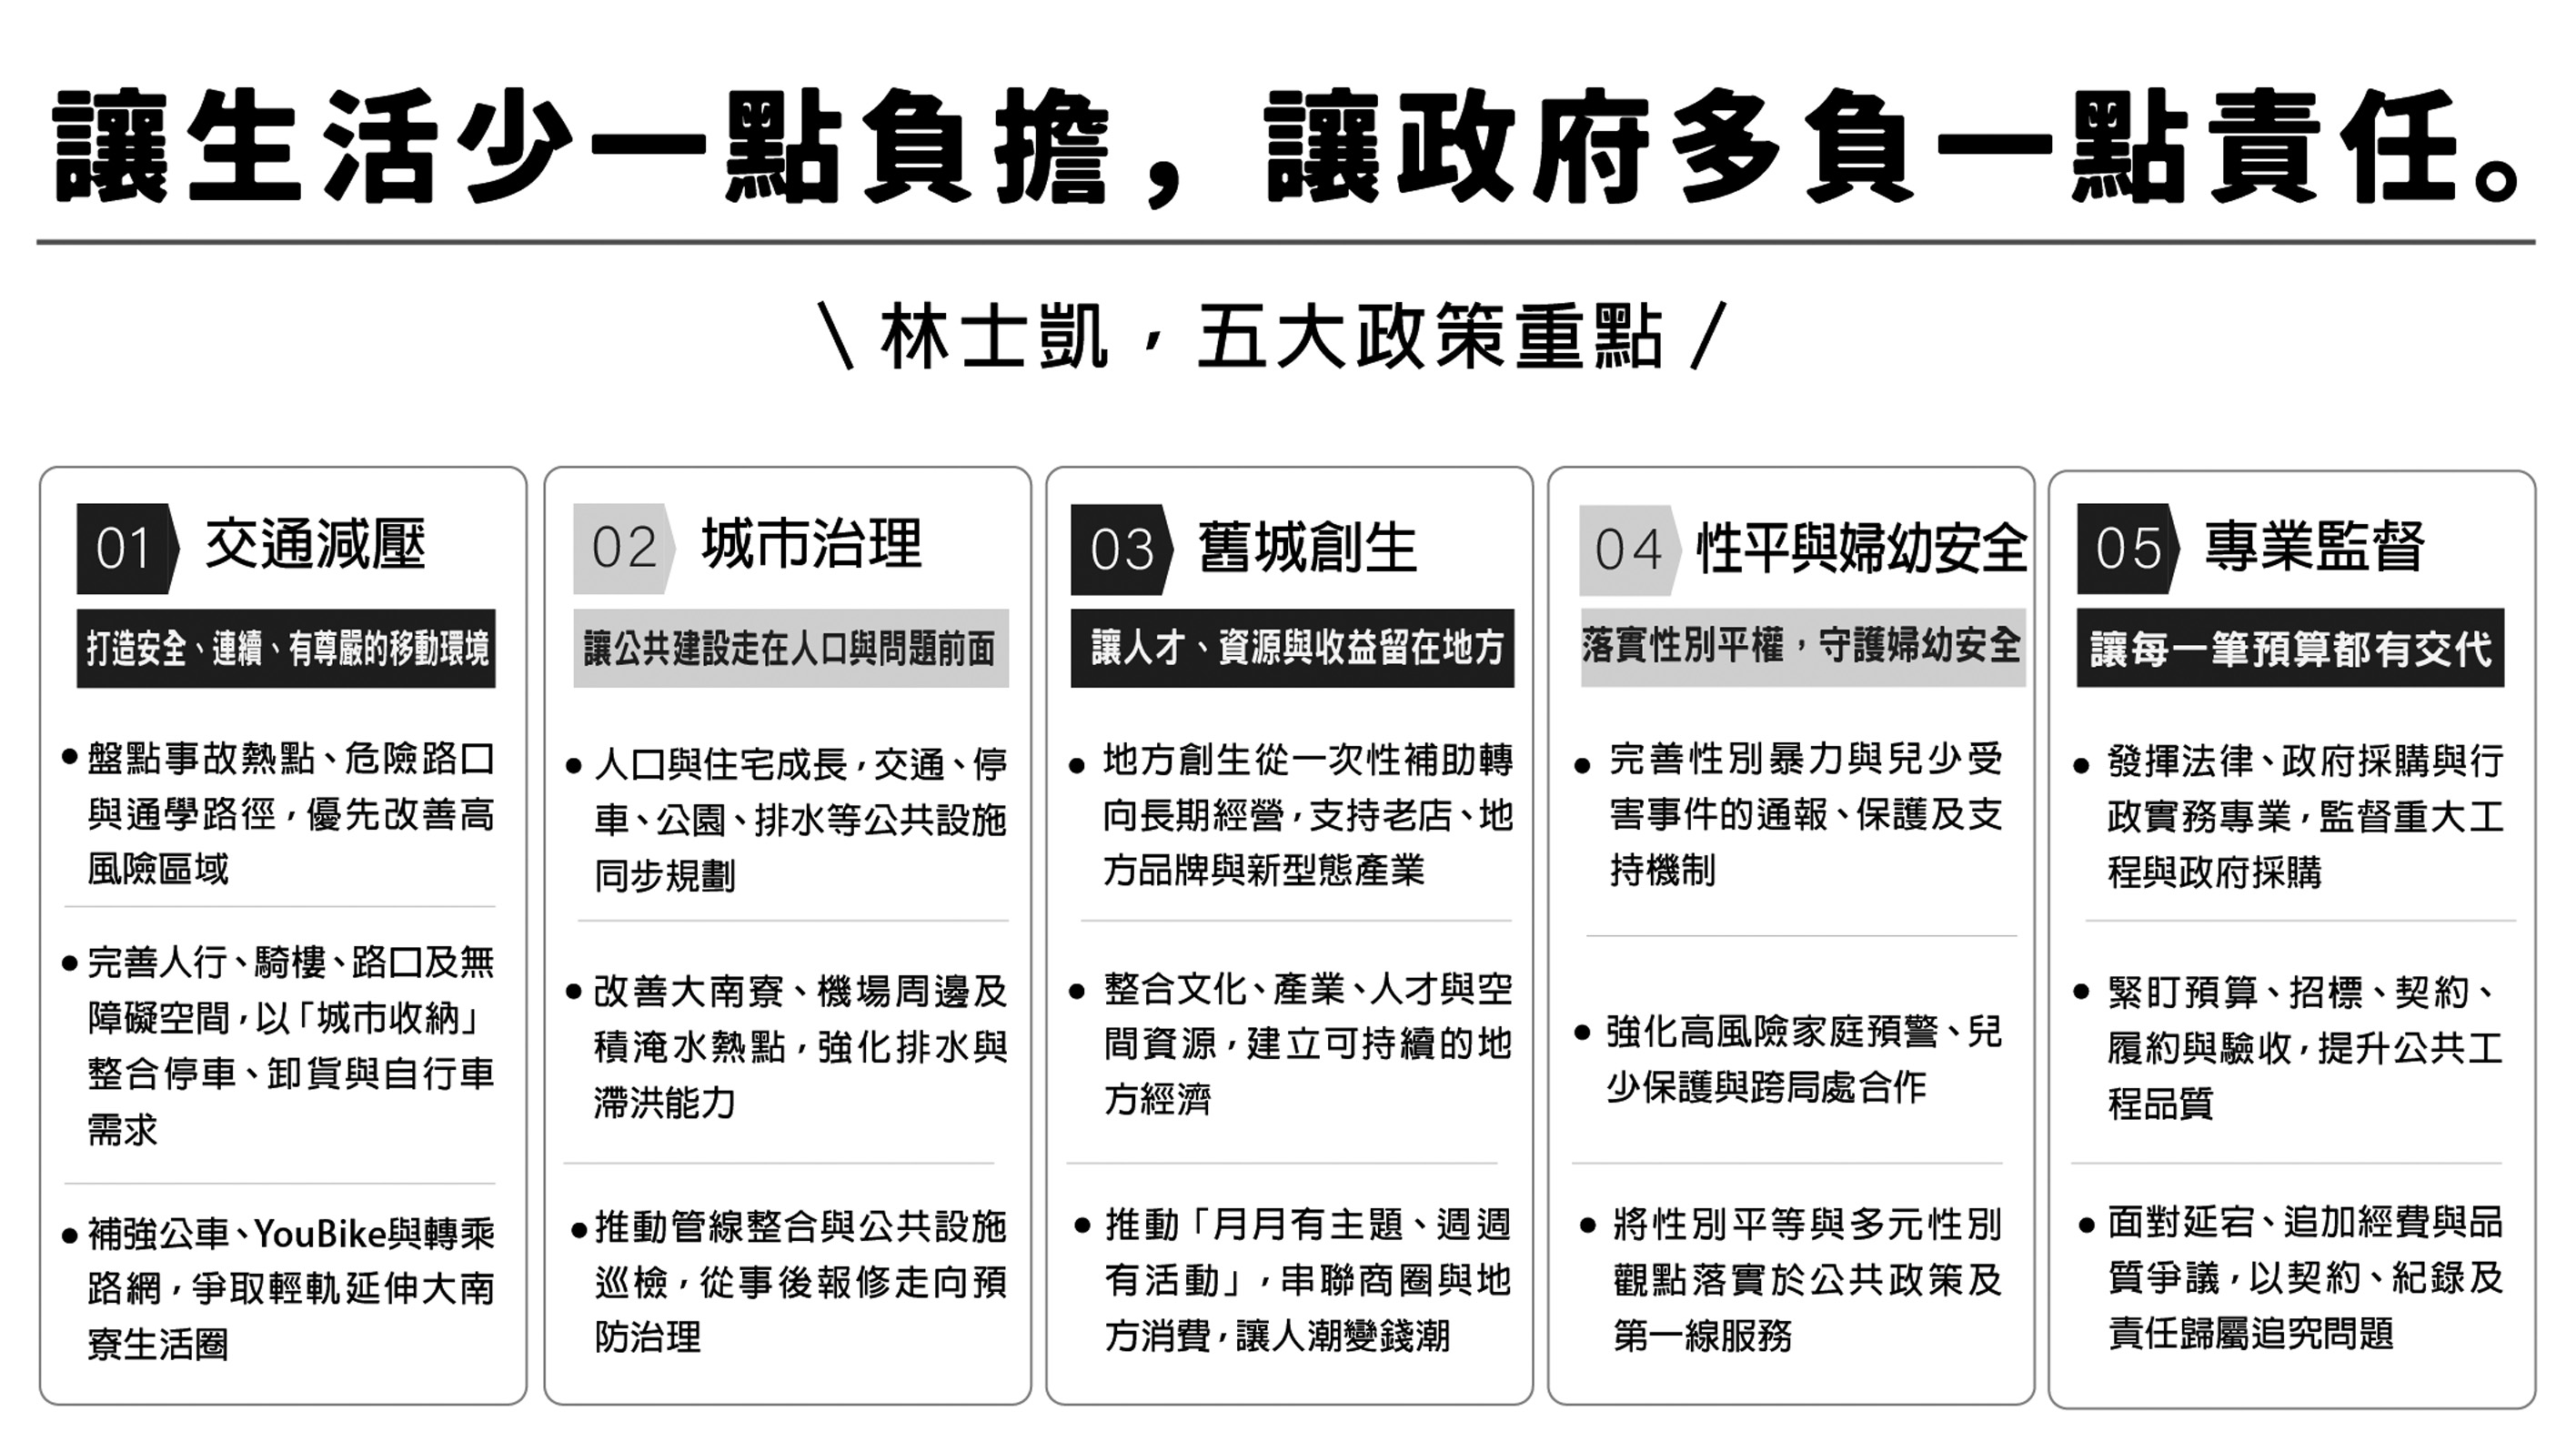 讓生活少一點負擔，讓政府多負一點責任。
\ 林士凱，五大政策重點 /
01 交通減壓
打造安全、連續、有尊嚴的移動環境
●盤點事故熱點、危險路口
與通學路徑，優先改善高
風險區域
●完善人行、騎樓、路口及無
障礙空間，以「城市收納」
整合停車、卸貨與自行車
需求
●補強公車、YouBike與轉乘
路網，爭取輕軌延伸大南
寮生活圈
02 城市治理
讓公共建設走在人口與問題前面
●人口與住宅成長，交通、停
車、公園、排水等公共設施
同步規劃
●改善大南寮、機場周邊及
積淹水熱點，強化排水與
滯洪能力
●推動管線整合與公共設施
巡檢，從事後報修走向預
防治理
03 舊城創生
讓人才、資源與收益留在地方
●地方創生從一次性補助轉
向長期經營，支持老店、地
方品牌與新型態產業
●整合文化、產業、人才與空
間資源，建立可持續的地
方經濟
●推動「月月有主題、週週
有活動」，串聯商圈與地
方消費，讓人潮變錢潮
04 性平與婦幼安全
落實性別平權，守護婦幼安全
●完善性別暴力與兒少受
害事件的通報、保護及支
持機制
●強化高風險家庭預警、兒
少保護與跨局處合作
●將性別平等與多元性別
觀點落實於公共政策及
第一線服務
05 專業監督
讓每一筆預算都有交代
●發揮法律、政府採購與行
政實務專業，監督重大工
程與政府採購
●緊盯預算、招標、契約、
履約與驗收，提升公共工
程品質
●面對延宕、追加經費與品
質爭議，以契約、紀錄及
責任歸屬追究問題